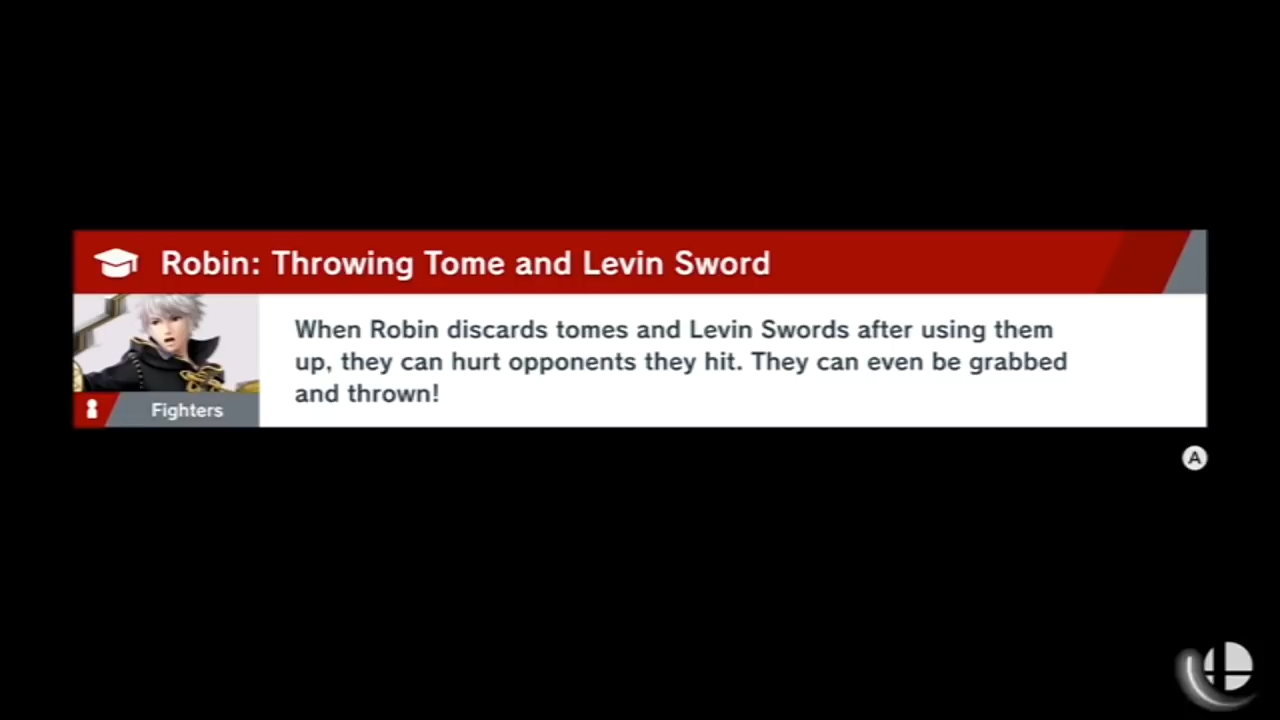 Robin: Throwing Tome and Levin Sword
When Robin discards tomes and Levin Swords after using them
up, they can hurt opponents they hit. They can even be grabbed
and thrown!
Fighters
A